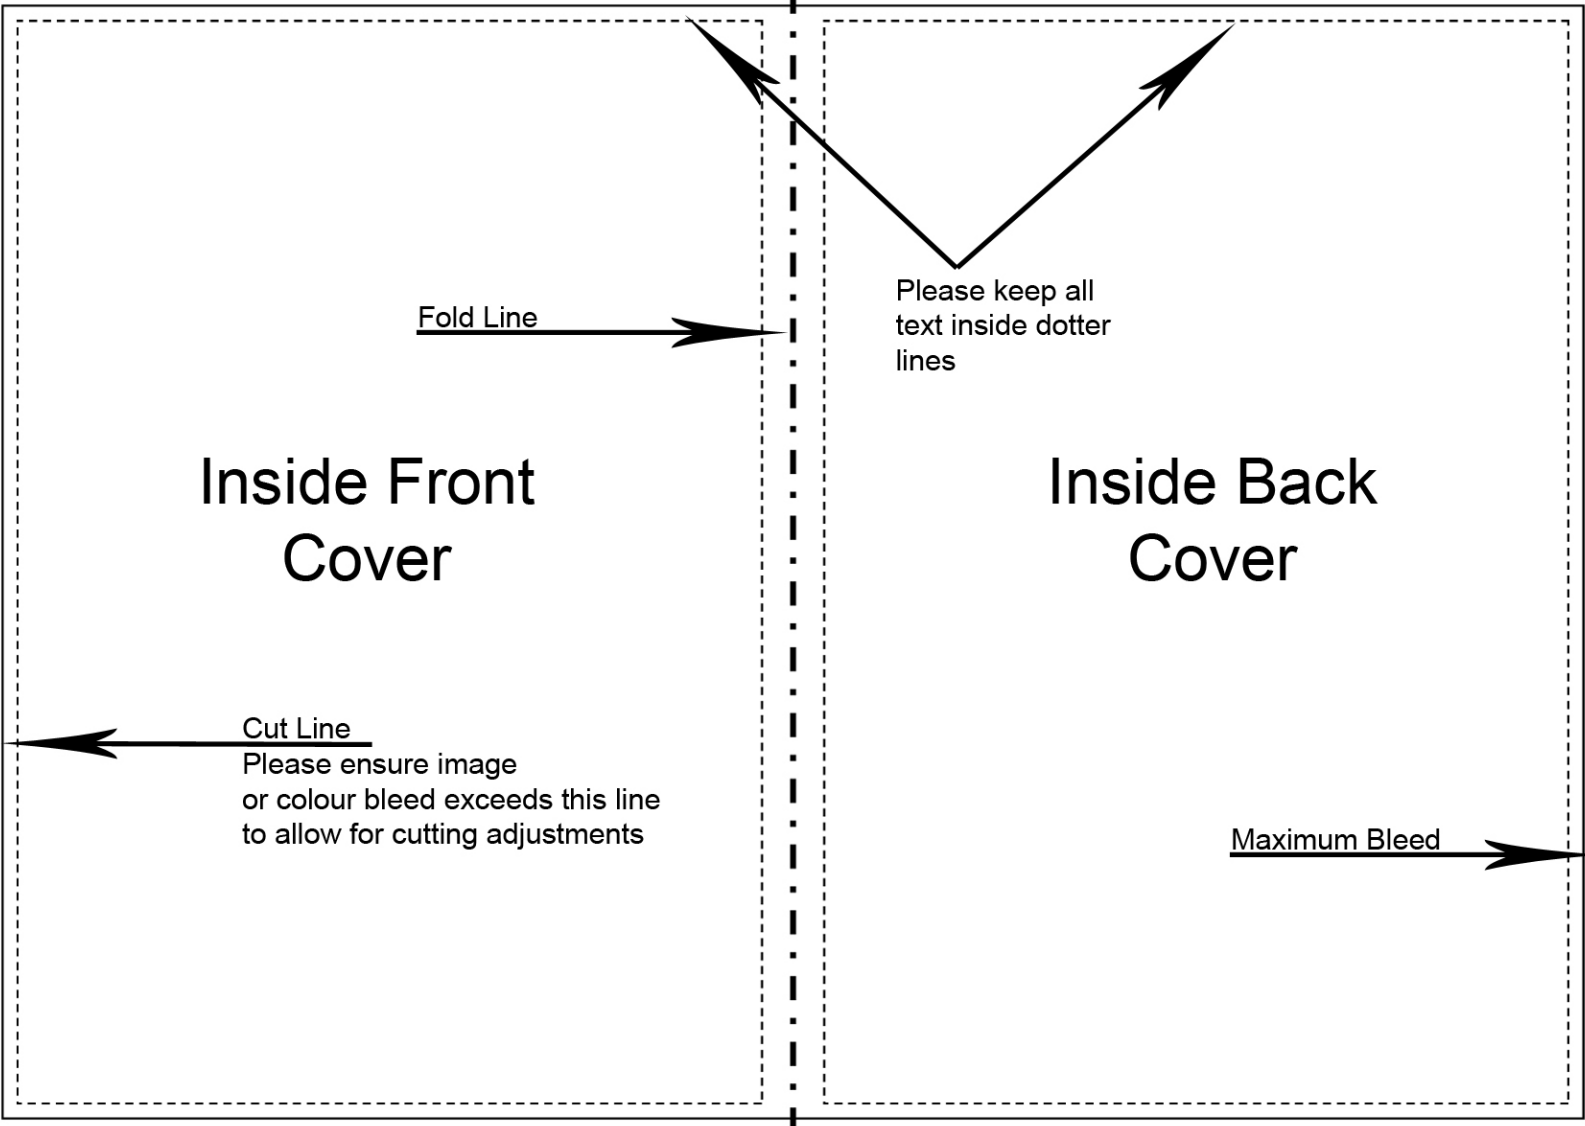 Fold Line
Please keep all
text inside dotter
lines
Inside Front
Cover
Inside Back
Cover
Cut Line
Please ensure image
or colour bleed exceeds this line
to allow for cutting adjustments
Maximum Bleed